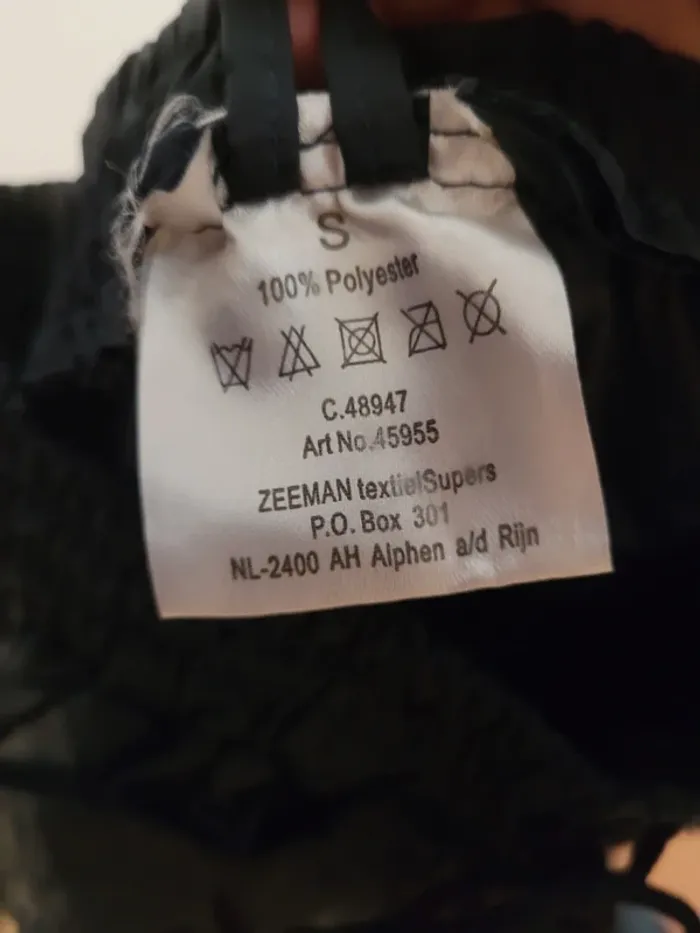 S
100% Polyester
C.48947
Art No.45955
ZEEMAN textielSupers
P.O. Box 301
NL-2400 AH Alphen a/d Rijn